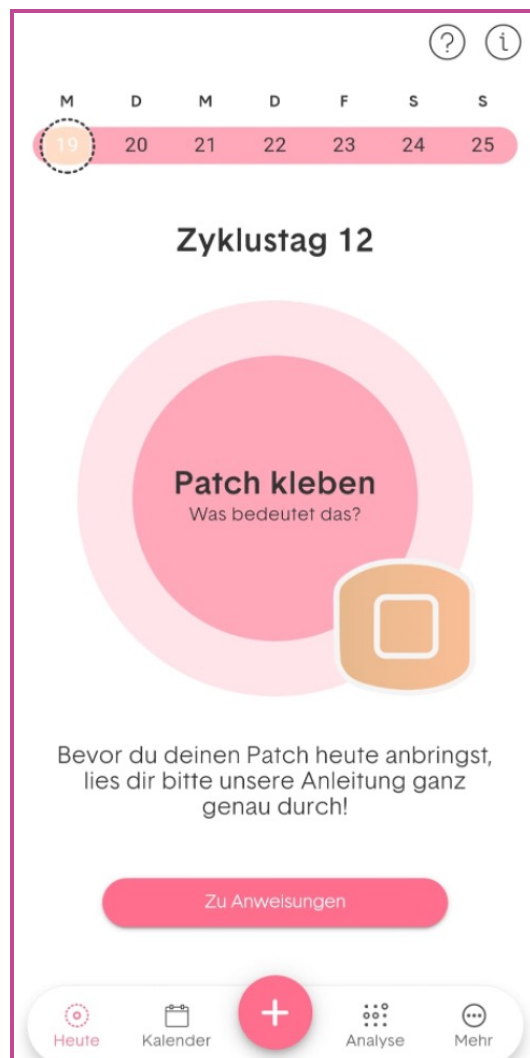 ? i
M D M D F S S
19 20 21 22 23 24 25
Zyklustag 12
Patch kleben
Was bedeutet das?
Bevor du deinen Patch heute anbringst,
lies dir bitte unsere Anleitung ganz
genau durch!
Zu Anweisungen
+
Heute Kalender Analyse Mehr